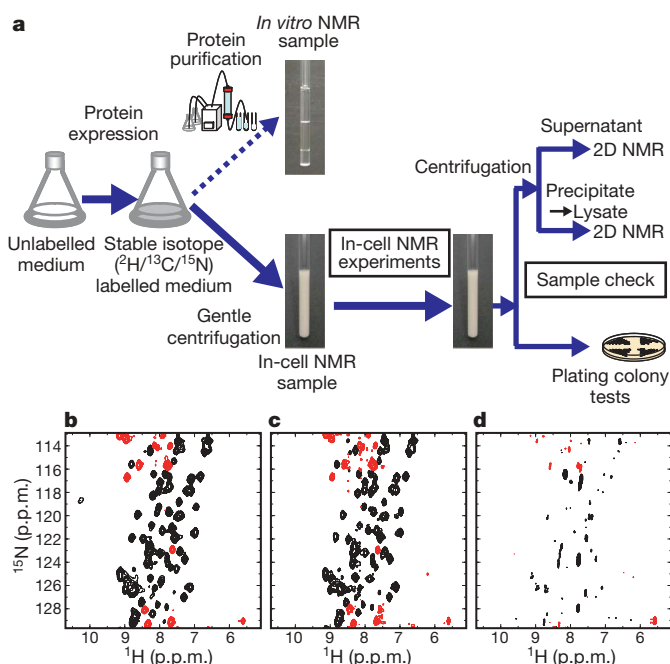 a
In vitro NMR
sample
Protein
purification
Protein
expression
Unlabelled
medium
Stable isotope
(²H/¹³C/¹⁵N)
labelled medium
Gentle
centrifugation
In-cell NMR
sample
In-cell NMR
experiments
Centrifugation
Supernatant
2D NMR
Precipitate
→Lysate
2D NMR
Sample check
Plating colony
tests
b
c
d
114
116
118
120
122
124
126
128
¹⁵N (p.p.m.)
10 9 8 7 6
¹H (p.p.m.)
10 9 8 7 6
¹H (p.p.m.)
10 9 8 7 6
¹H (p.p.m.)